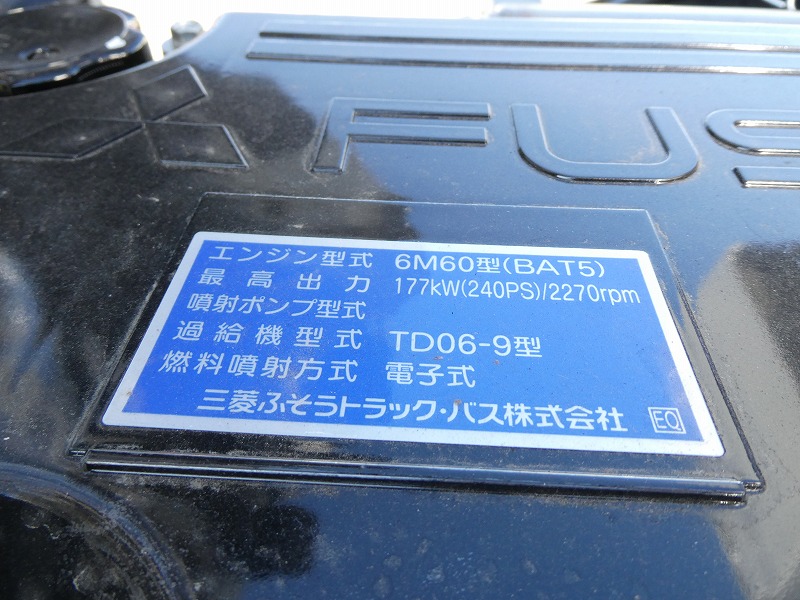 FUS
エンジン型式 6M60型(BAT5)
最高出力 177kW(240PS)/2270rpm
噴射ポンプ型式
過給機型式 TD06-9型
燃料噴射方式 電子式
三菱ふそうトラック・バス株式会社 EQ